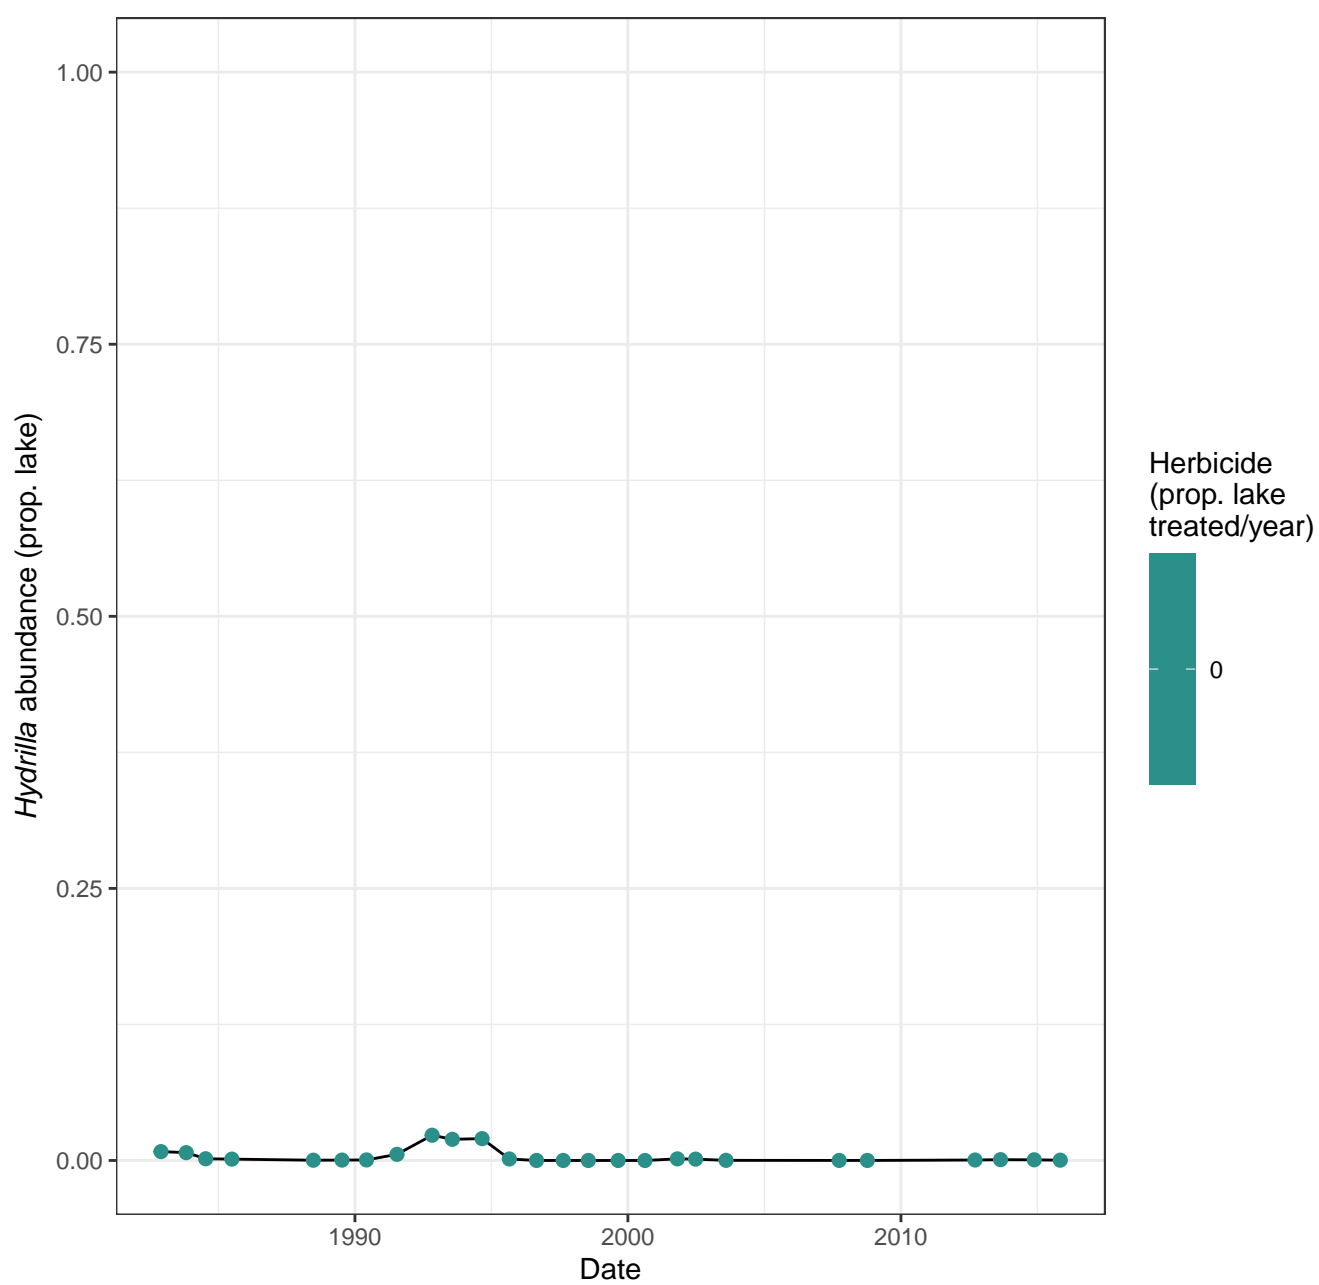 Hydrilla abundance (prop. lake)
1.00
0.75
0.50
0.25
0.00
1990
2000
2010
Date
Herbicide
(prop. lake
treated/year)
0